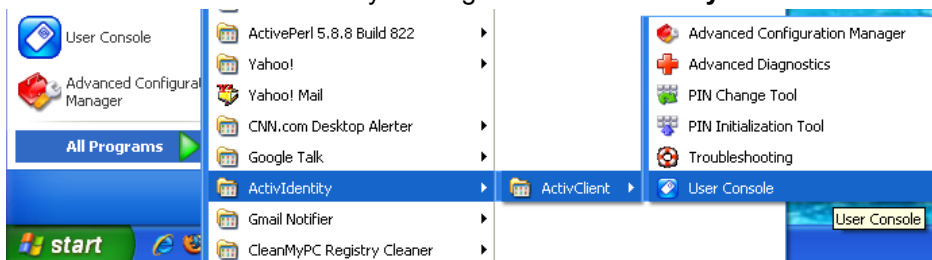 User Console
Advanced Configurat
Manager
All Programs
start
ActivePerl 5.8.8 Build 822
Yahoo!
Yahoo! Mail
CNN.com Desktop Alerter
Google Talk
ActivIdentity
Gmail Notifier
CleanMyPC Registry Cleaner
ActivClient
Advanced Configuration Manager
Advanced Diagnostics
PIN Change Tool
PIN Initialization Tool
Troubleshooting
User Console
User Console